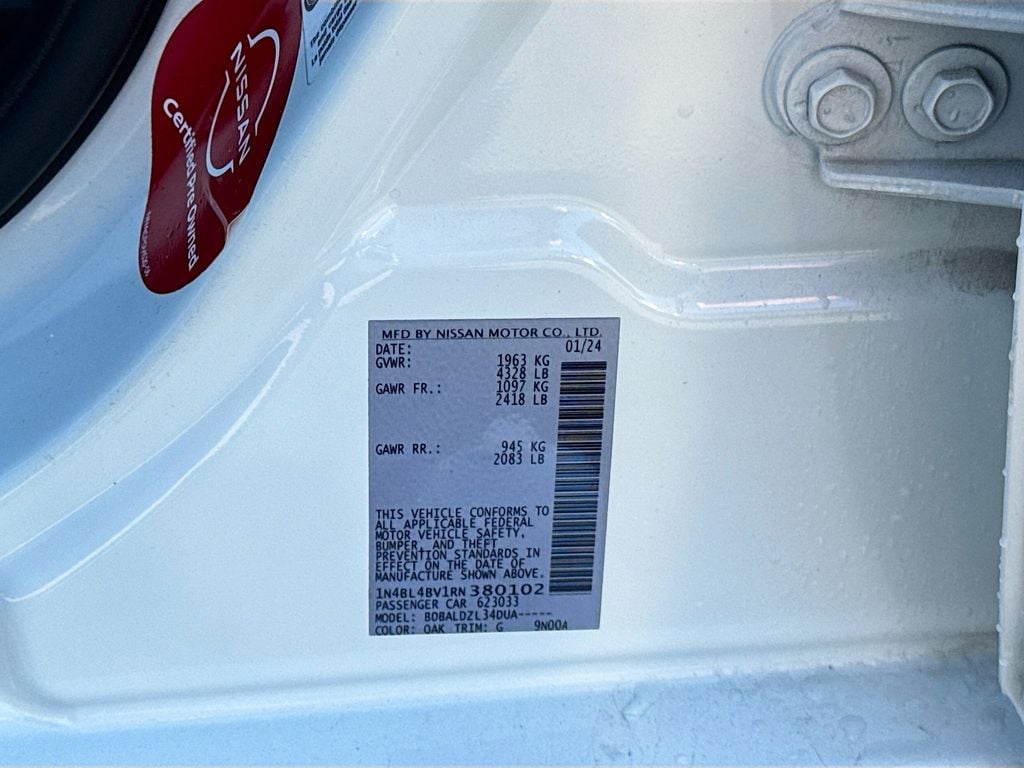 NISSAN
Certified Pre Owned
MFD BY NISSAN MOTOR CO., LTD.
DATE: 01/24
GVWR: 1963 KG
4328 LB
GAWR FR.: 1097 KG
2418 LB
GAWR RR.: 945 KG
2083 LB
THIS VEHICLE CONFORMS TO
ALL APPLICABLE FEDERAL
MOTOR VEHICLE SAFETY,
BUMPER, AND THEFT
PREVENTION STANDARDS IN
EFFECT ON THE DATE OF
MANUFACTURE SHOWN ABOVE.
1N4BL4BV1RN380102
PASSENGER CAR 623033
MODEL: BDBALDZL34DUA-----
COLOR: QAK TRIM: G 9N00A